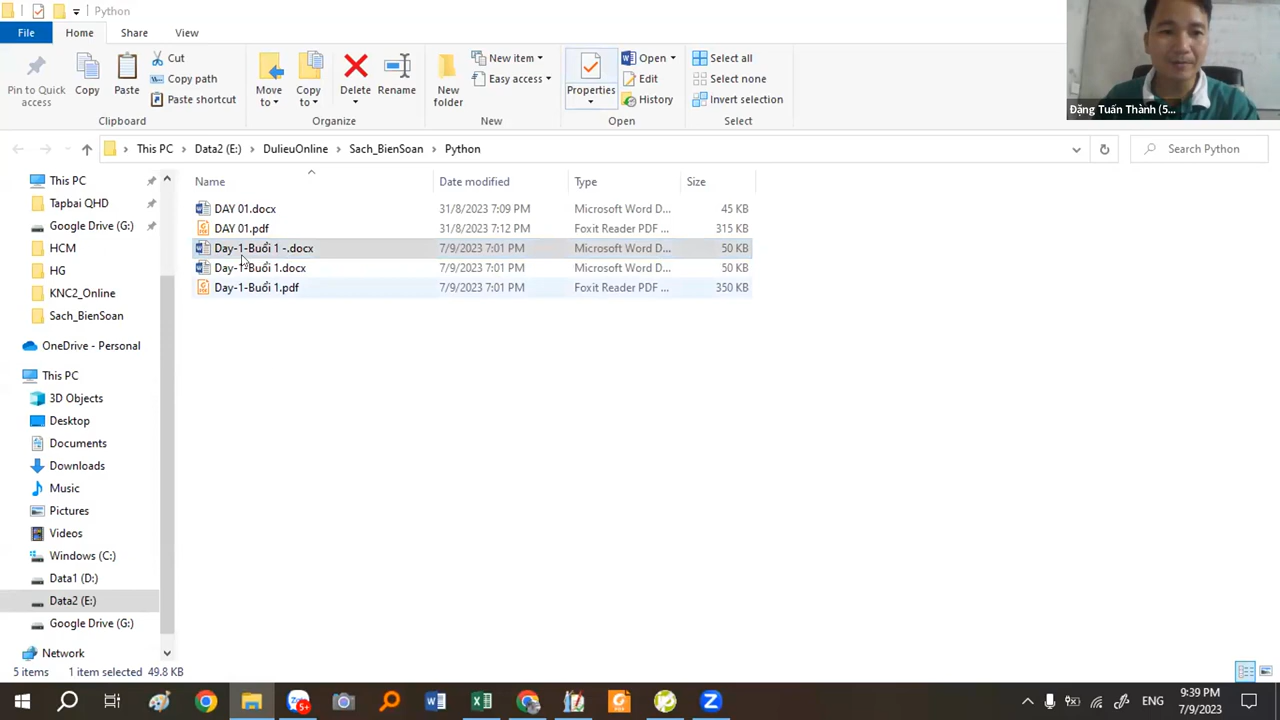 Python
File
Home
Share
View
Pin to Quick access
Copy
Paste
Cut
Copy path
Paste shortcut
Clipboard
Move to
Copy to
Delete
Rename
Organize
New folder
New item
Easy access
New
Properties
Open
Edit
History
Open
Select all
Select none
Invert selection
Select
Đặng Tuấn Thành (5...
This PC > Data2 (E:) > DulieuOnline > Sach_BienSoan > Python
Search Python
Name Date modified Type Size
DAY 01.docx 31/8/2023 7:09 PM Microsoft Word D... 45 KB
DAY 01.pdf 31/8/2023 7:12 PM Foxit Reader PDF ... 315 KB
Day-1-Buổi 1 -.docx 7/9/2023 7:01 PM Microsoft Word D... 50 KB
Day-1-Buổi 1.docx 7/9/2023 7:01 PM Microsoft Word D... 50 KB
Day-1-Buổi 1.pdf 7/9/2023 7:01 PM Foxit Reader PDF ... 350 KB
This PC
Tapbai QHD
Google Drive (G:)
HCM
HG
KNC2_Online
Sach_BienSoan
OneDrive - Personal
This PC
3D Objects
Desktop
Documents
Downloads
Music
Pictures
Videos
Windows (C:)
Data1 (D:)
Data2 (E:)
Google Drive (G:)
Network
5 items 1 item selected 49.8 KB
5+
ENG
9:39 PM
7/9/2023